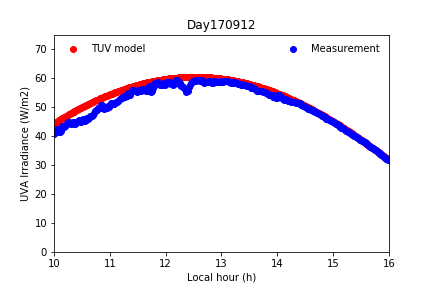 Day170912
TUV model
Measurement
UVA Irradiance (W/m2)
70
60
50
40
30
20
10
0
10 11 12 13 14 15 16
Local hour (h)